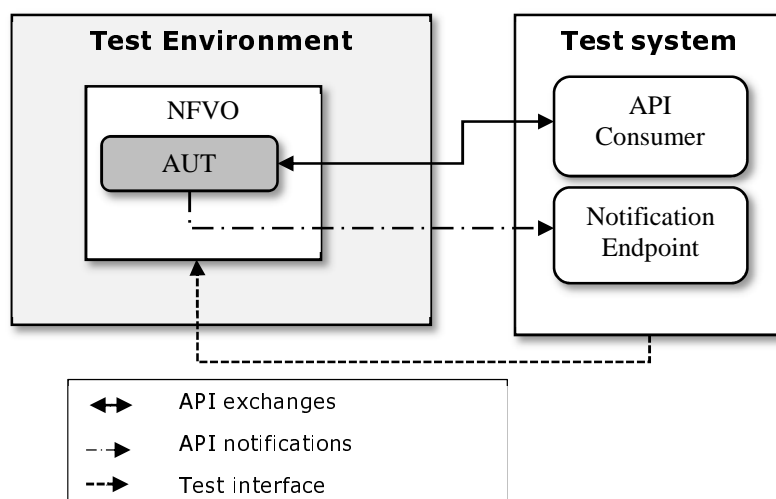 Test Environment
Test system
NFVO
AUT
API
Consumer
Notification
Endpoint
API exchanges
API notifications
Test interface